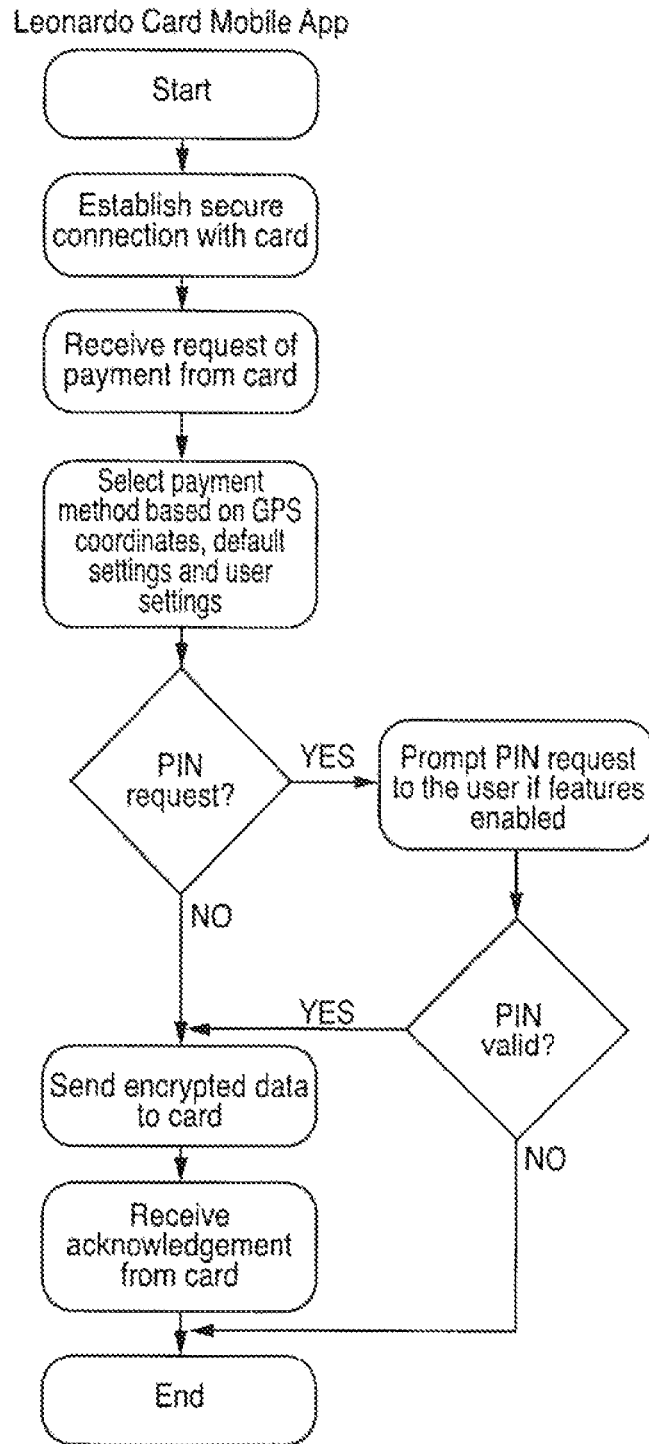 Leonardo Card Mobile App
Start
Establish secure
connection with card
Receive request of
payment from card
Select payment
method based on GPS
coordinates, default
settings and user
settings
PIN
request?
YES
Prompt PIN request
to the user if features
enabled
NO
YES
PIN
valid?
Send encrypted data
to card
NO
Receive
acknowledgement
from card
End